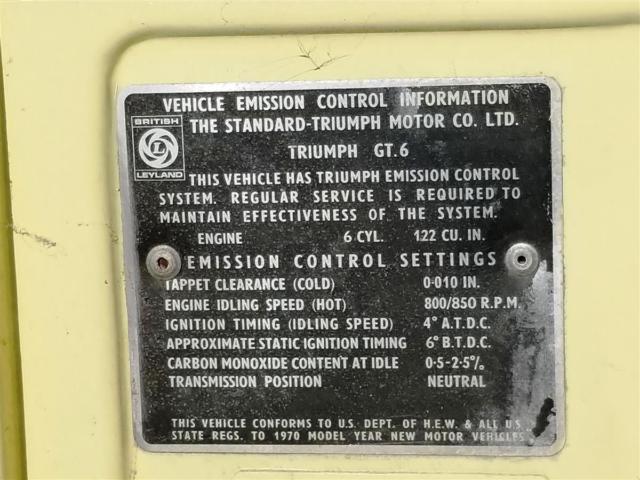 VEHICLE EMISSION CONTROL INFORMATION
BRITISH
L
LEYLAND
THE STANDARD-TRIUMPH MOTOR CO. LTD.
TRIUMPH GT.6
THIS VEHICLE HAS TRIUMPH EMISSION CONTROL
SYSTEM. REGULAR SERVICE IS REQUIRED TO
MAINTAIN EFFECTIVENESS OF THE SYSTEM.
ENGINE 6 CYL. 122 CU. IN.
EMISSION CONTROL SETTINGS
TAPPET CLEARANCE (COLD) 0·010 IN.
ENGINE IDLING SPEED (HOT) 800/850 R.P.M.
IGNITION TIMING (IDLING SPEED) 4° A.T.D.C.
APPROXIMATE STATIC IGNITION TIMING 6° B.T.D.C.
CARBON MONOXIDE CONTENT AT IDLE 0·5-2·5%
TRANSMISSION POSITION NEUTRAL
THIS VEHICLE CONFORMS TO U.S. DEPT. OF H.E.W. & ALL U.S
STATE REGS. TO 1970 MODEL YEAR NEW MOTOR VEHICLES